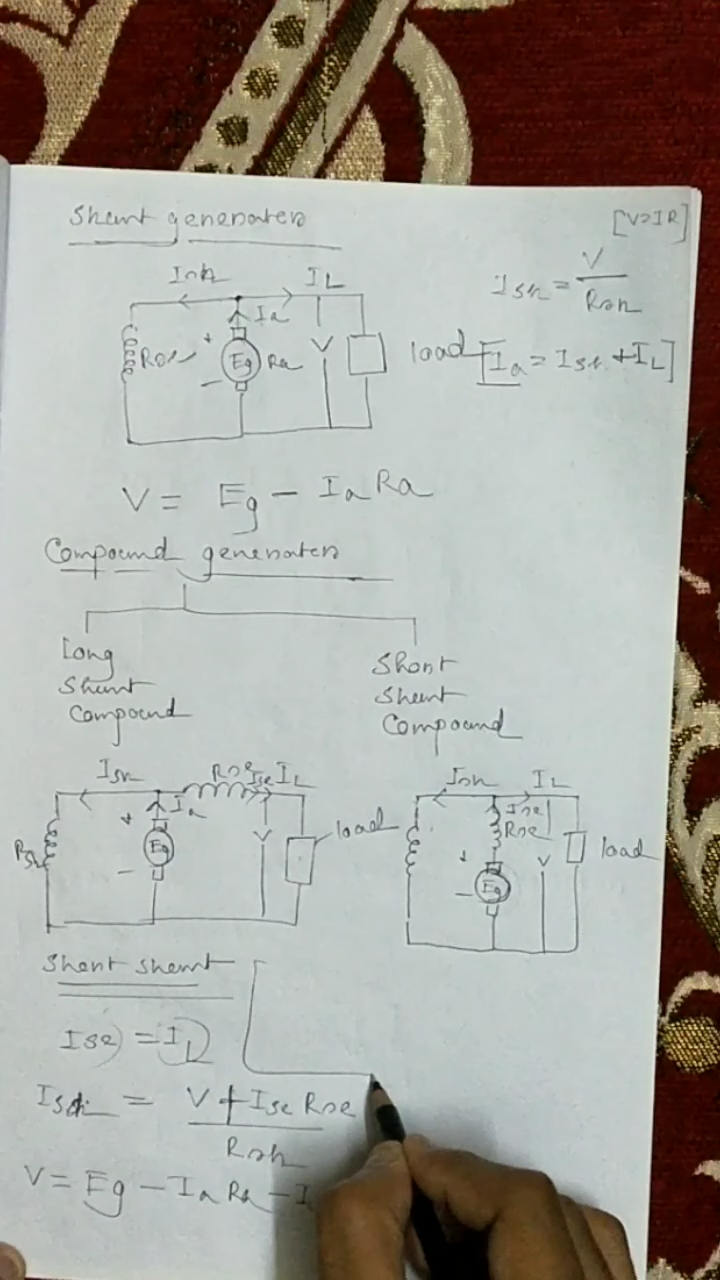 Shunt generator
[V=IR]
Ish
IL
Ish = V / Rsh
Ia
Rsh
+
Eg
Ra
V
load
[Ia = Ish + IL]
-
V = Eg - IaRa
Compound generator
Long
Shunt
Compound
Short
Shunt
Compound
Ish
Rse
Ise
IL
Ia
+
Rsh
Eg
V
load
-
Ish
IL
Ise
Rse
+
V
load
Eg
-
Short shunt
Ise = IL
Ish = V + Ise Rse / Rsh
V = Eg - Ia Ra - I